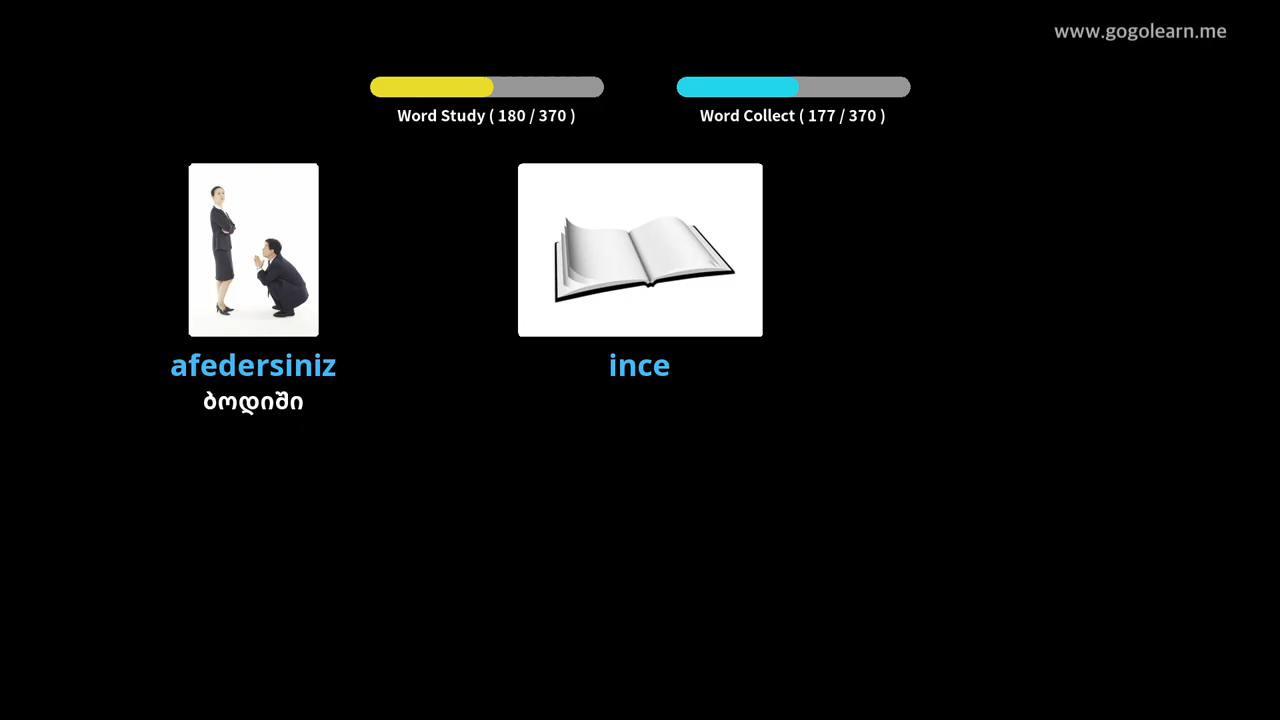 www.gogolearn.me
Word Study ( 180 / 370 )
Word Collect ( 177 / 370 )
afedersiniz
ბოდიში
ince